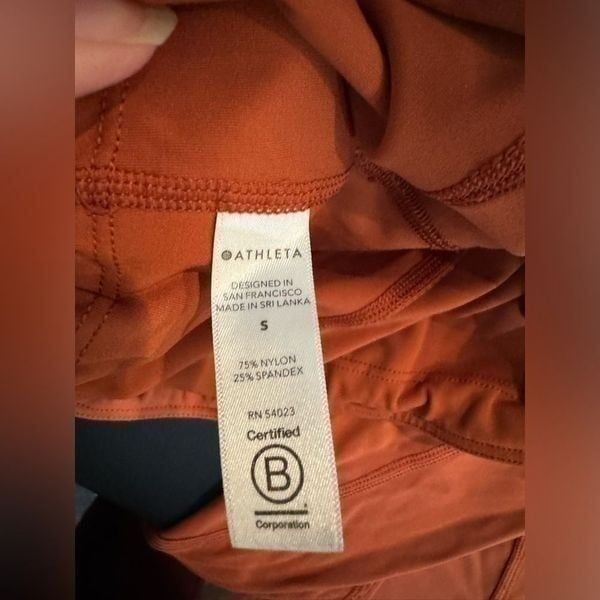 ATHLETA
DESIGNED IN
SAN FRANCISCO
MADE IN SRI LANKA
S
75% NYLON
25% SPANDEX
RN 54023
Certified
B
Corporation